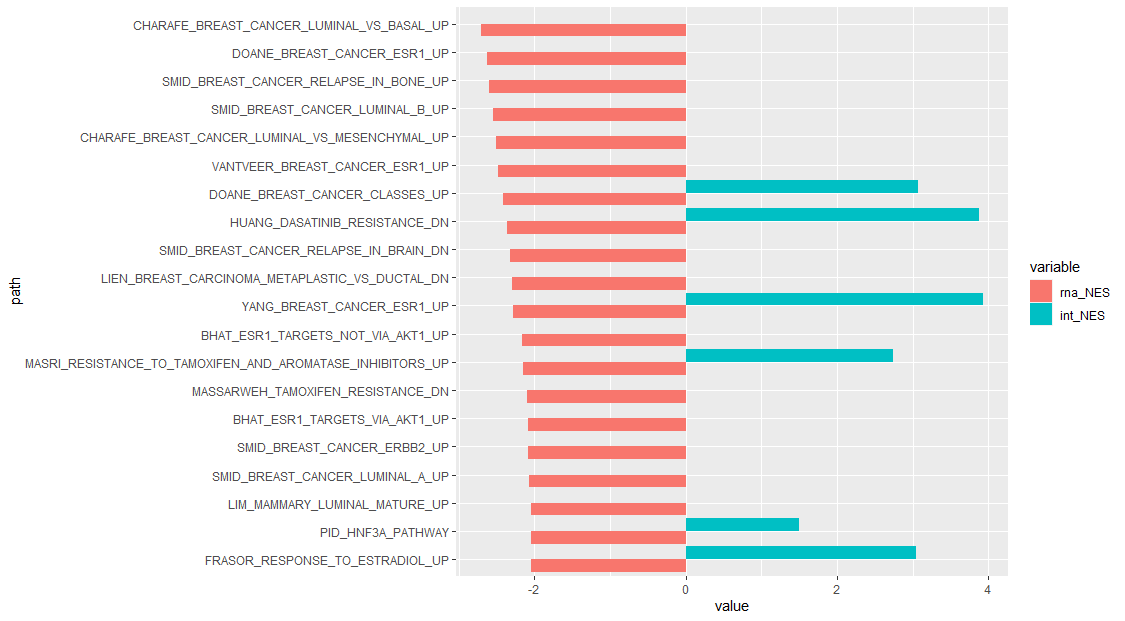 CHARAFE_BREAST_CANCER_LUMINAL_VS_BASAL_UP
DOANE_BREAST_CANCER_ESR1_UP
SMID_BREAST_CANCER_RELAPSE_IN_BONE_UP
SMID_BREAST_CANCER_LUMINAL_B_UP
CHARAFE_BREAST_CANCER_LUMINAL_VS_MESENCHYMAL_UP
VANTVEER_BREAST_CANCER_ESR1_UP
DOANE_BREAST_CANCER_CLASSES_UP
HUANG_DASATINIB_RESISTANCE_DN
SMID_BREAST_CANCER_RELAPSE_IN_BRAIN_DN
LIEN_BREAST_CARCINOMA_METAPLASTIC_VS_DUCTAL_DN
YANG_BREAST_CANCER_ESR1_UP
BHAT_ESR1_TARGETS_NOT_VIA_AKT1_UP
MASRI_RESISTANCE_TO_TAMOXIFEN_AND_AROMATASE_INHIBITORS_UP
MASSARWEH_TAMOXIFEN_RESISTANCE_DN
BHAT_ESR1_TARGETS_VIA_AKT1_UP
SMID_BREAST_CANCER_ERBB2_UP
SMID_BREAST_CANCER_LUMINAL_A_UP
LIM_MAMMARY_LUMINAL_MATURE_UP
PID_HNF3A_PATHWAY
FRASOR_RESPONSE_TO_ESTRADIOL_UP
path
-2 0 2 4
value
variable
rna_NES
int_NES